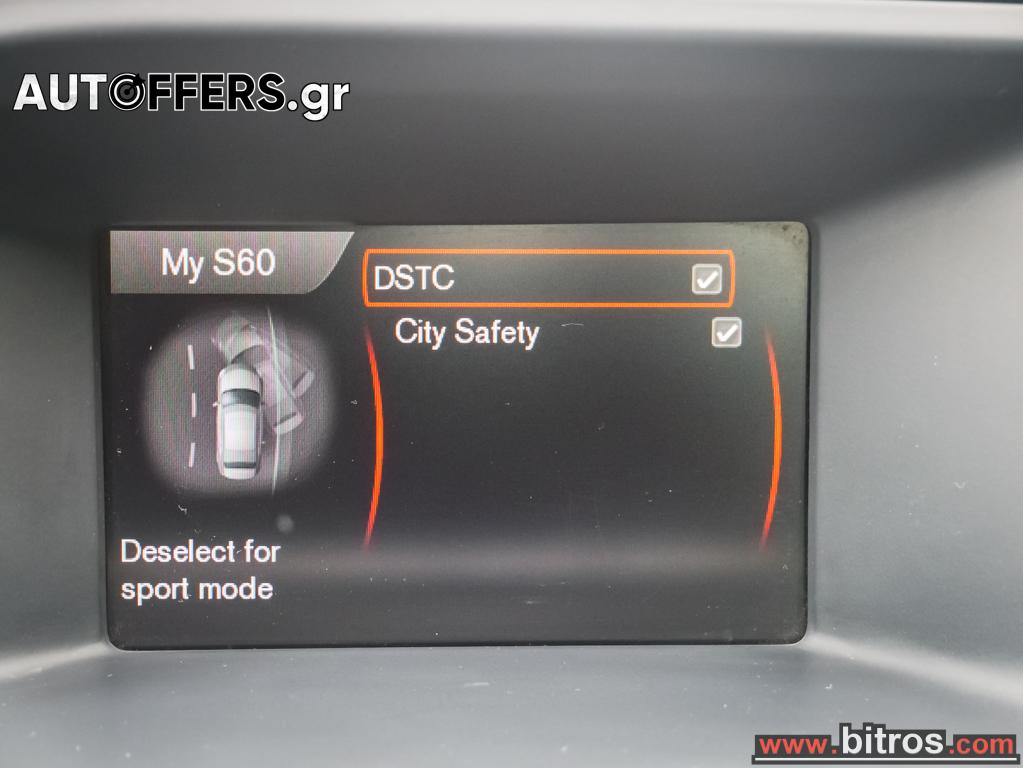 AUTOFFERS.gr
My S60
DSTC
City Safety
Deselect for
sport mode
www.bitros.com